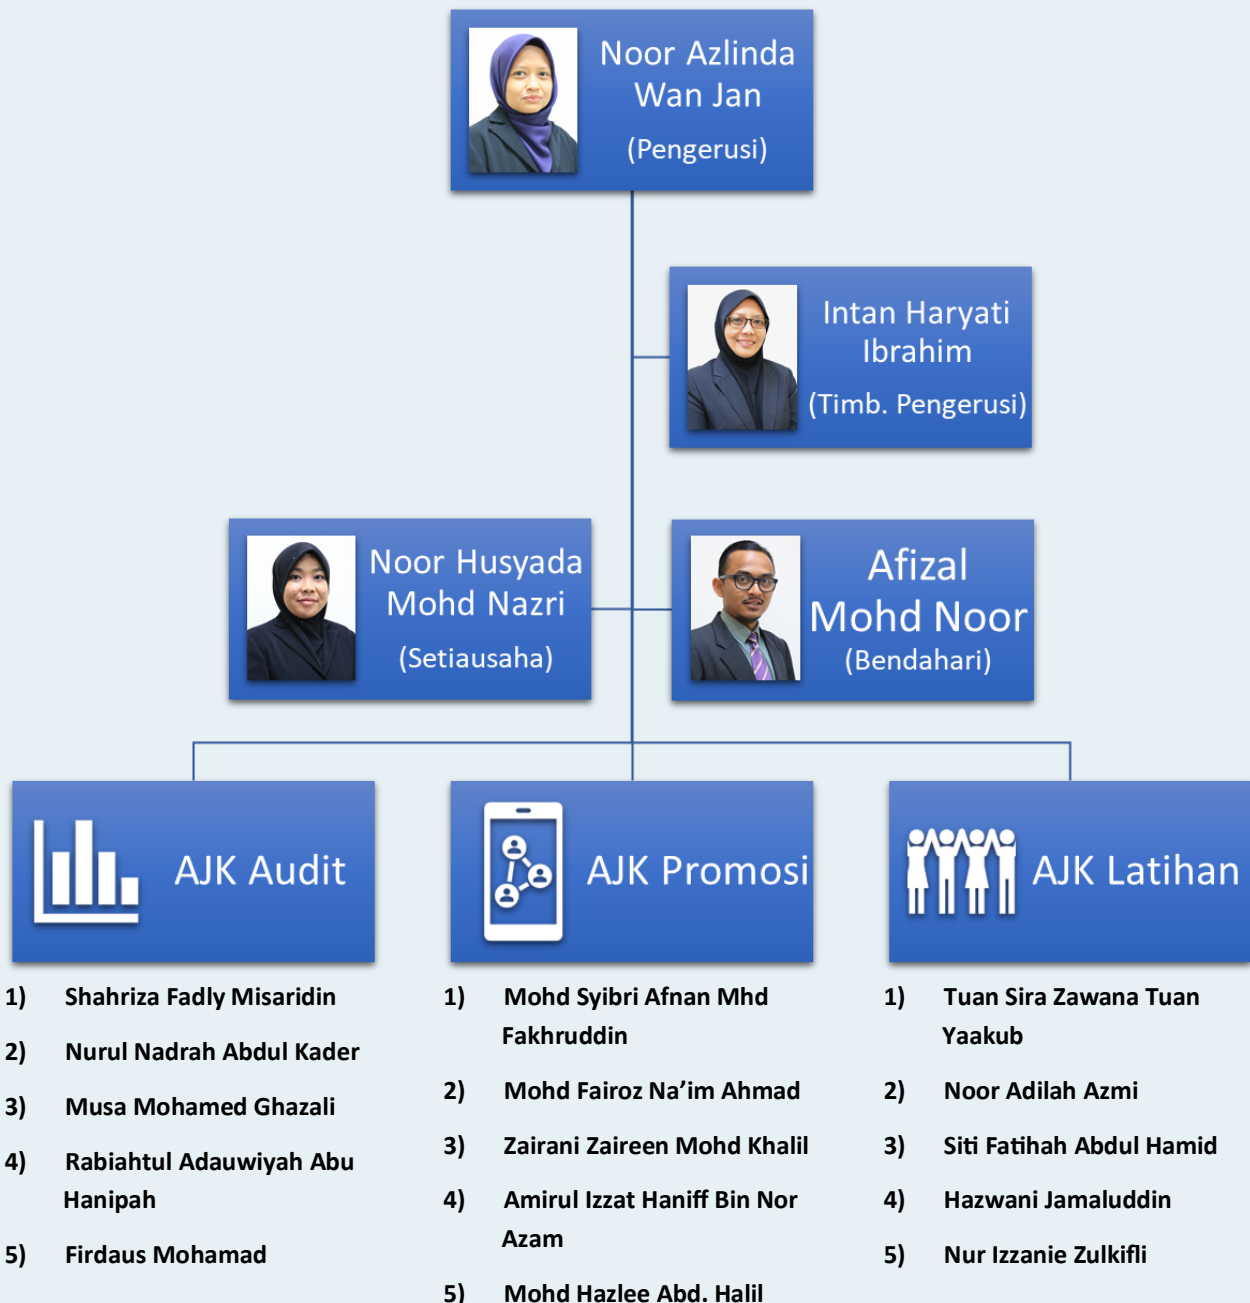 Noor Azlinda
Wan Jan
(Pengerusi)
Intan Haryati
Ibrahim
(Timb. Pengerusi)
Noor Husyada
Mohd Nazri
(Setiausaha)
Afizal
Mohd Noor
(Bendahari)
AJK Audit
1) Shahriza Fadly Misaridin
2) Nurul Nadrah Abdul Kader
3) Musa Mohamed Ghazali
4) Rabiahtul Adauwiyah Abu
Hanipah
5) Firdaus Mohamad
AJK Promosi
1) Mohd Syibri Afnan Mhd
Fakhruddin
2) Mohd Fairoz Na’im Ahmad
3) Zairani Zaireen Mohd Khalil
4) Amirul Izzat Haniff Bin Nor
Azam
5) Mohd Hazlee Abd. Halil
AJK Latihan
1) Tuan Sira Zawana Tuan
Yaakub
2) Noor Adilah Azmi
3) Siti Fatihah Abdul Hamid
4) Hazwani Jamaluddin
5) Nur Izzanie Zulkifli